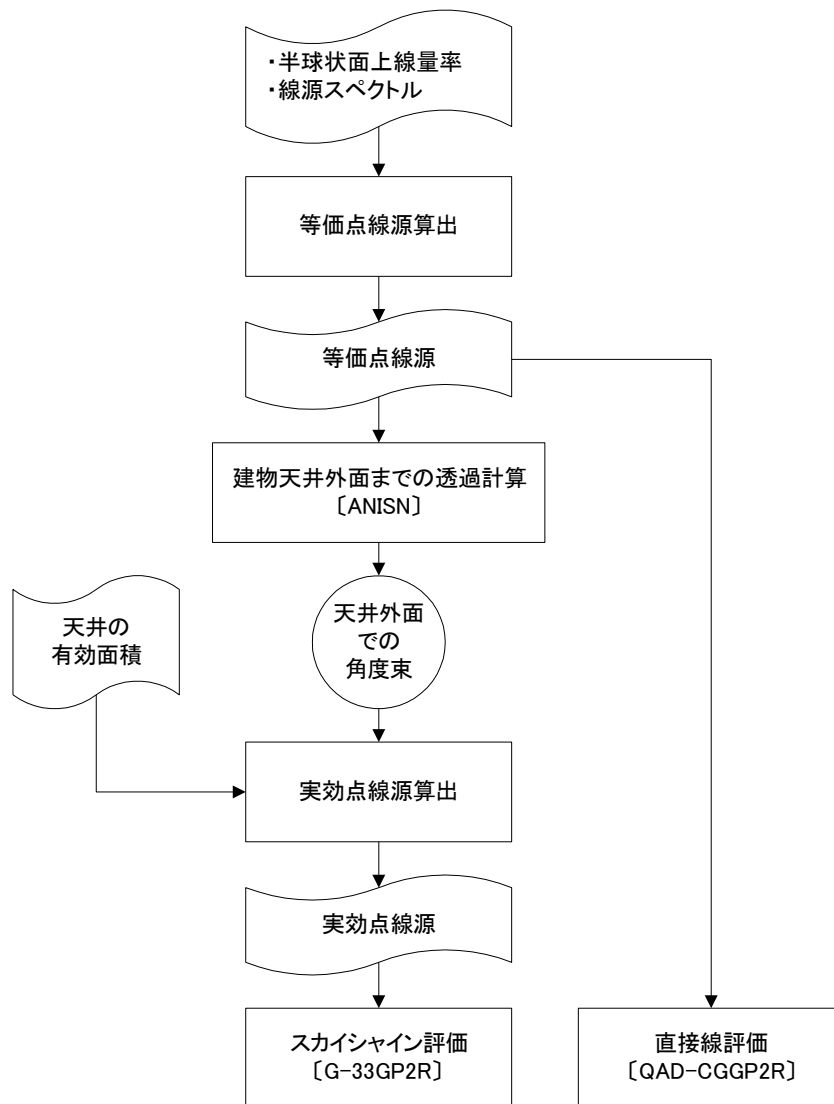 ・半球状面上線量率
・線源スペクトル
等価点線源算出
等価点線源
建物天井外面までの透過計算
〔ANISN〕
天井外面
での
角度束
天井の
有効面積
実効点線源算出
実効点線源
スカイシャイン評価
〔G-33GP2R〕
直接線評価
〔QAD-CGGP2R〕